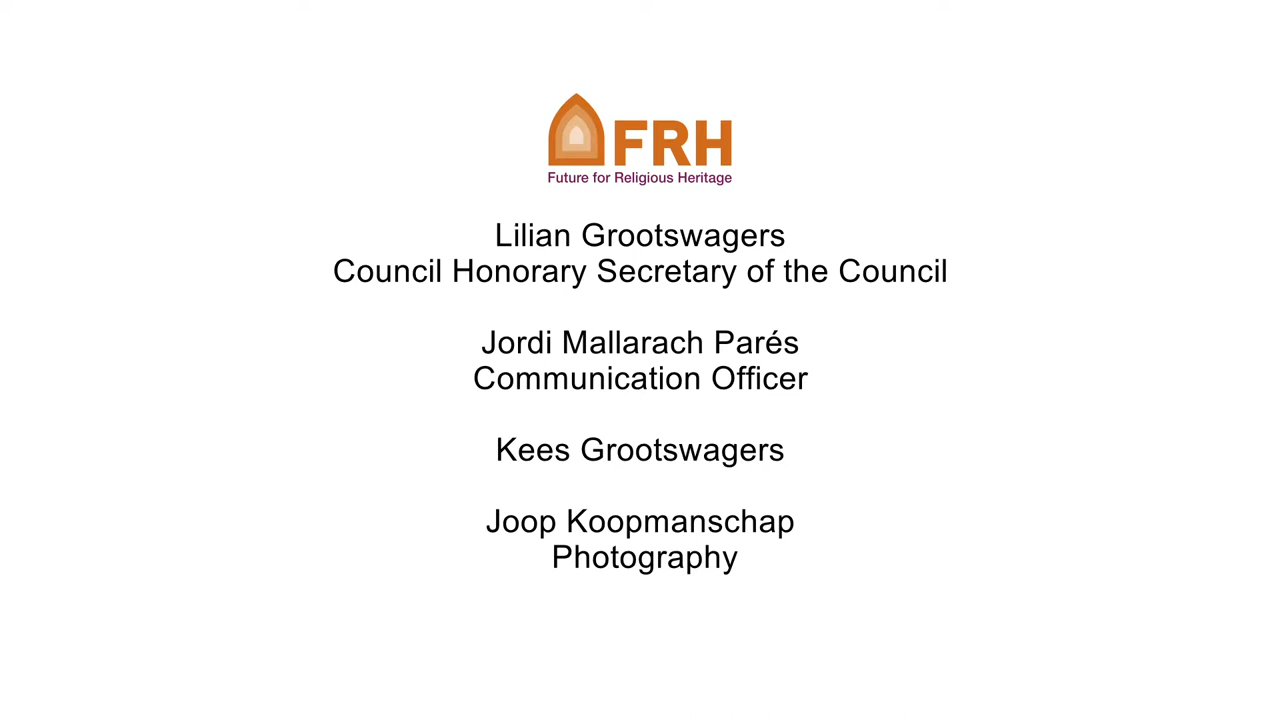 FRH
Future for Religious Heritage
Lilian Grootswagers
Council Honorary Secretary of the Council
Jordi Mallarach Parés
Communication Officer
Kees Grootswagers
Joop Koopmanschap
Photography